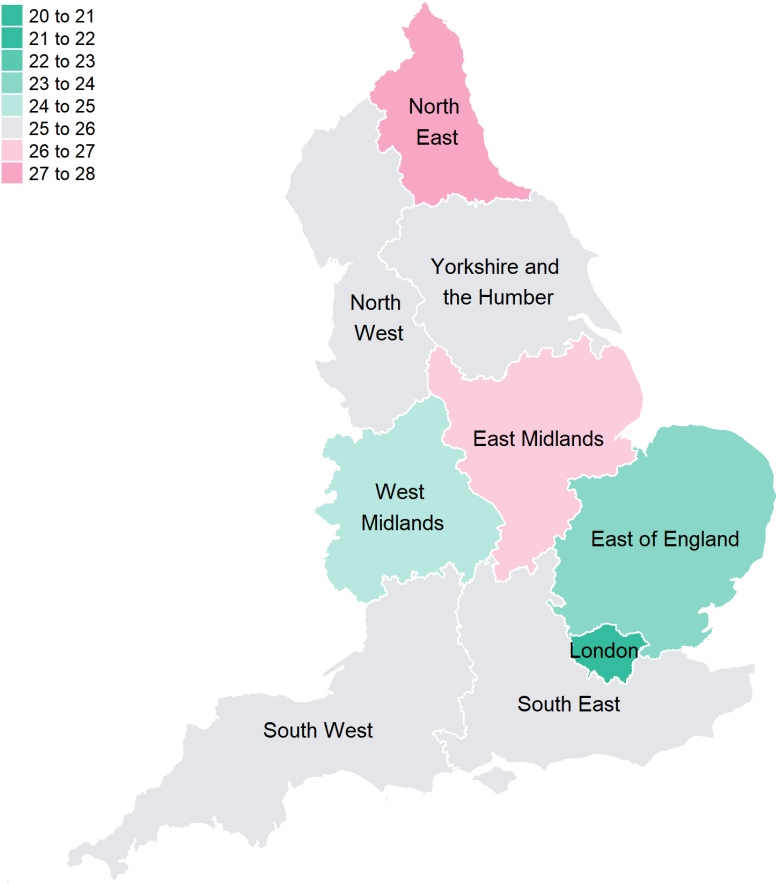 20 to 21
21 to 22
22 to 23
23 to 24
24 to 25
25 to 26
26 to 27
27 to 28
North
East
Yorkshire and
the Humber
North
West
East Midlands
West
Midlands
East of England
London
South East
South West